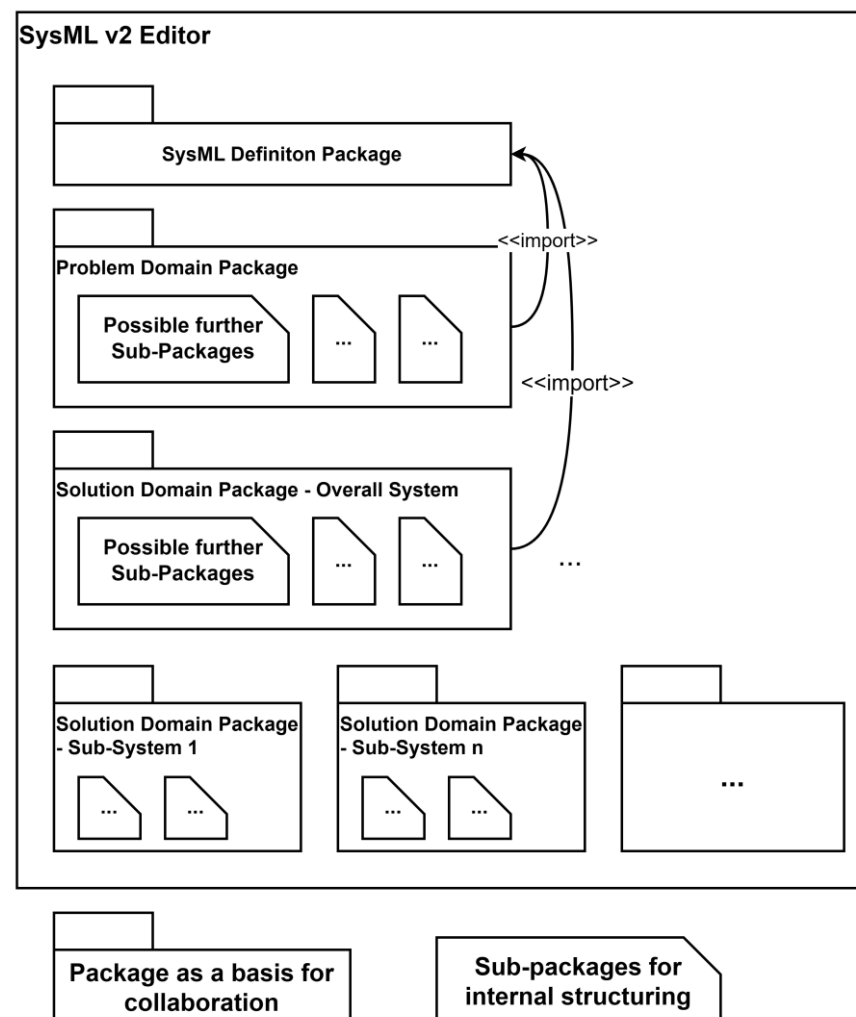 SysML v2 Editor
SysML Definiton Package
<<import>>
Problem Domain Package
Possible further
Sub-Packages
...
...
<<import>>
Solution Domain Package - Overall System
Possible further
Sub-Packages
...
...
...
Solution Domain Package
- Sub-System 1
...
...
Solution Domain Package
- Sub-System n
...
...
...
Package as a basis for
collaboration
Sub-packages for
internal structuring